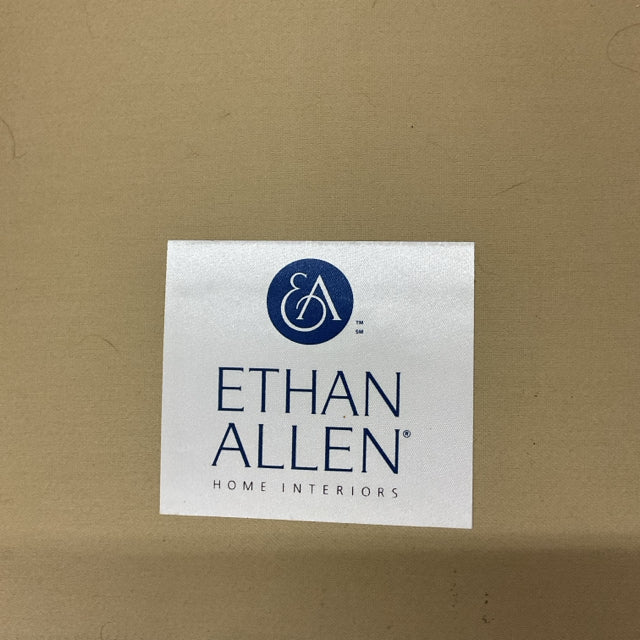 EA
™
℠
ETHAN
ALLEN®
HOME INTERIORS